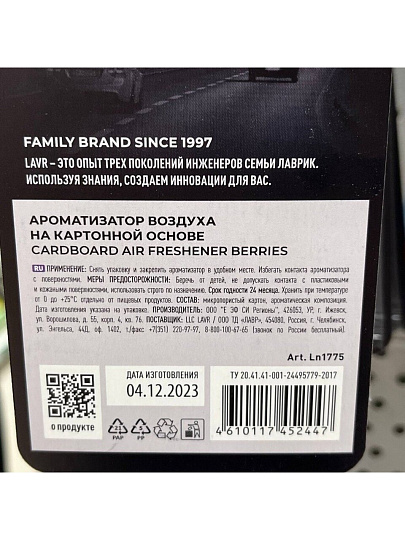 FAMILY BRAND SINCE 1997
LAVR – ЭТО ОПЫТ ТРЕХ ПОКОЛЕНИЙ ИНЖЕНЕРОВ СЕМЬИ ЛАВРИК.
ИСПОЛЬЗУЯ ЗНАНИЯ, СОЗДАЕМ ИННОВАЦИИ ДЛЯ ВАС.
АРОМАТИЗАТОР ВОЗДУХА
НА КАРТОННОЙ ОСНОВЕ
CARDBOARD AIR FRESHENER BERRIES
RU ПРИМЕНЕНИЕ: Снять упаковку и закрепить ароматизатор в удобном месте. Избегать контакта ароматизатора
с поверхностями. МЕРЫ ПРЕДОСТОРОЖНОСТИ: Беречь от детей, не допускать контакта с пластиковыми
и кожаными поверхностями. Срок годности 24 месяца. Хранить при температуре
от 0 до +25°С отдельно от пищевых продуктов. СОСТАВ: микропористый картон, ароматическая композиция.
Дата изготовления указана на упаковке. ПРОИЗВОДИТЕЛЬ: ООО "Е ЭФ СИ Регионы", 426053, УР, г. Ижевск,
ул. Ворошилова, д. 55, корп. 4, кв. 76. ПОСТАВЩИК: LLC LAVR / ООО ТД «ЛАВР», 454080, Россия, г. Челябинск,
ул. Энгельса, 44Д, оф. 1402, т/факс: +7(351) 220-97-97, 8-800-100-67-65 (Звонок по России бесплатный).
Art. Ln1775
ДАТА ИЗГОТОВЛЕНИЯ
04.12.2023
ТУ 20.41.41-001-24495779-2017
о продукте
21
PAP
5
PP
4 610117 452447